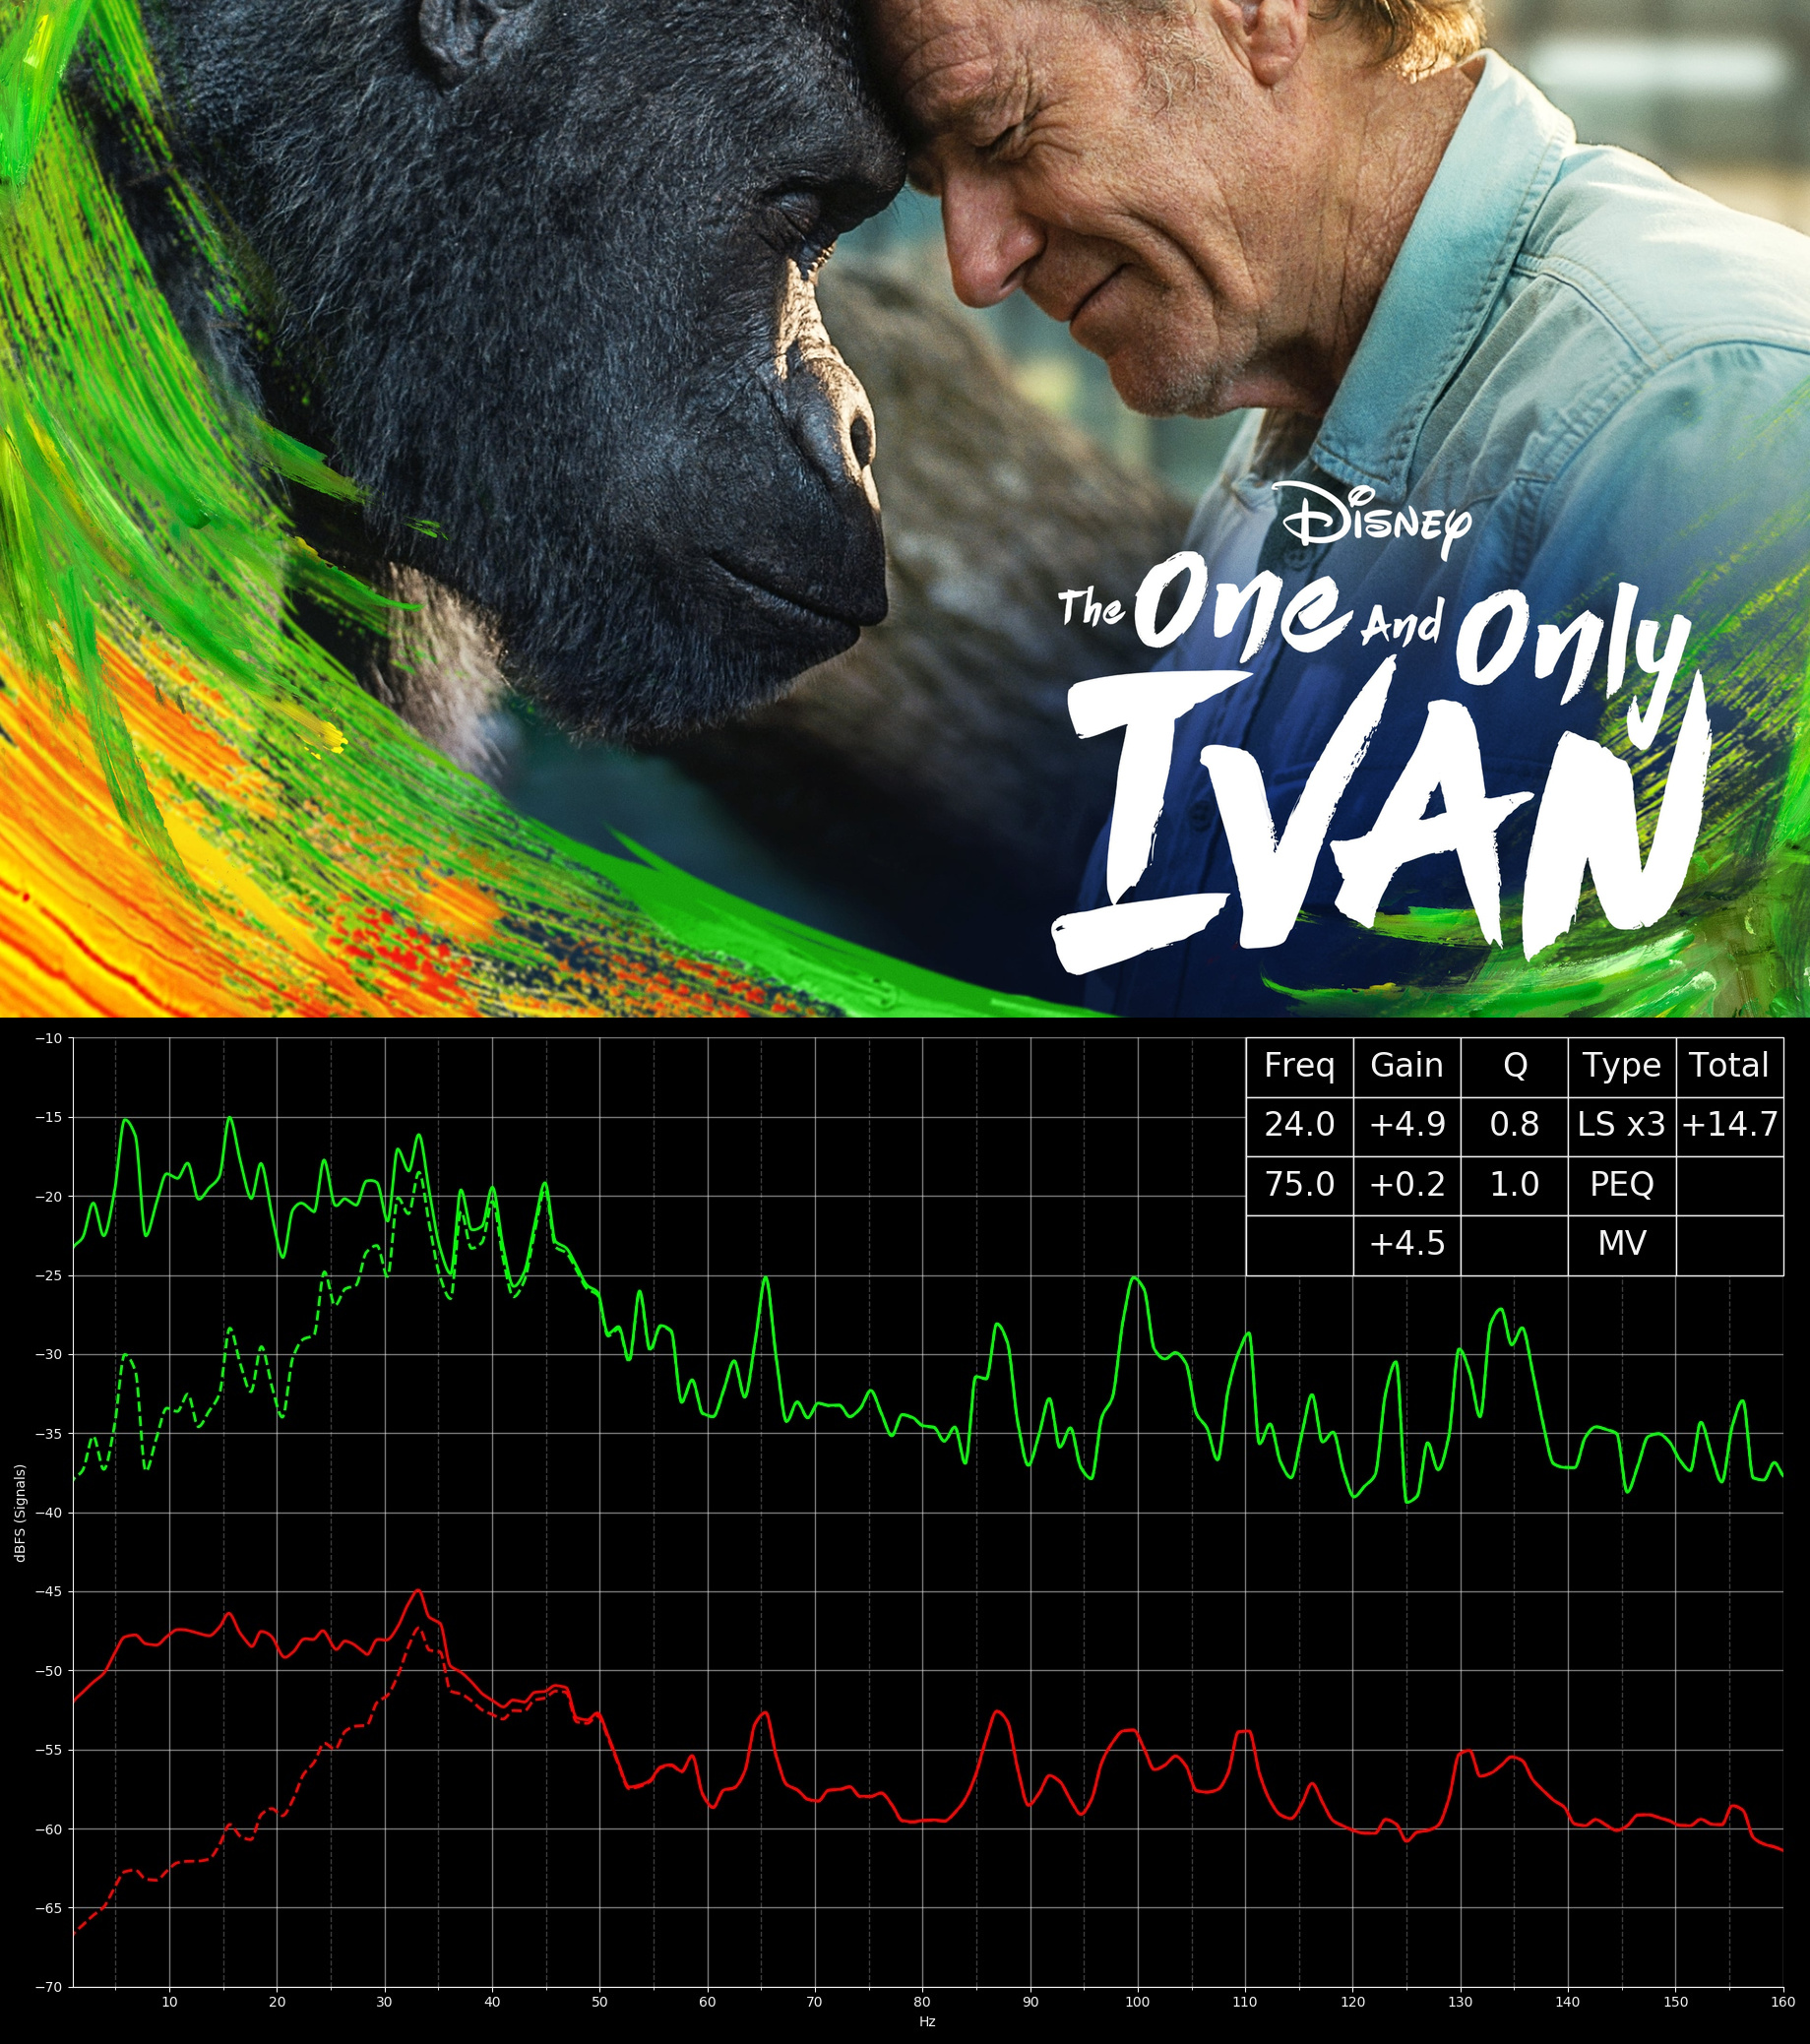 Disney
The One And Only
IVAN
Freq Gain Q Type Total
24.0 +4.9 0.8 LS x3 +14.7
75.0 +0.2 1.0 PEQ
+4.5 MV
−10
−15
−20
−25
−30
−35
−40
−45
−50
−55
−60
−65
−70
dBFS (Signals)
10 20 30 40 50 60 70 80 90 100 110 120 130 140 150 160
Hz